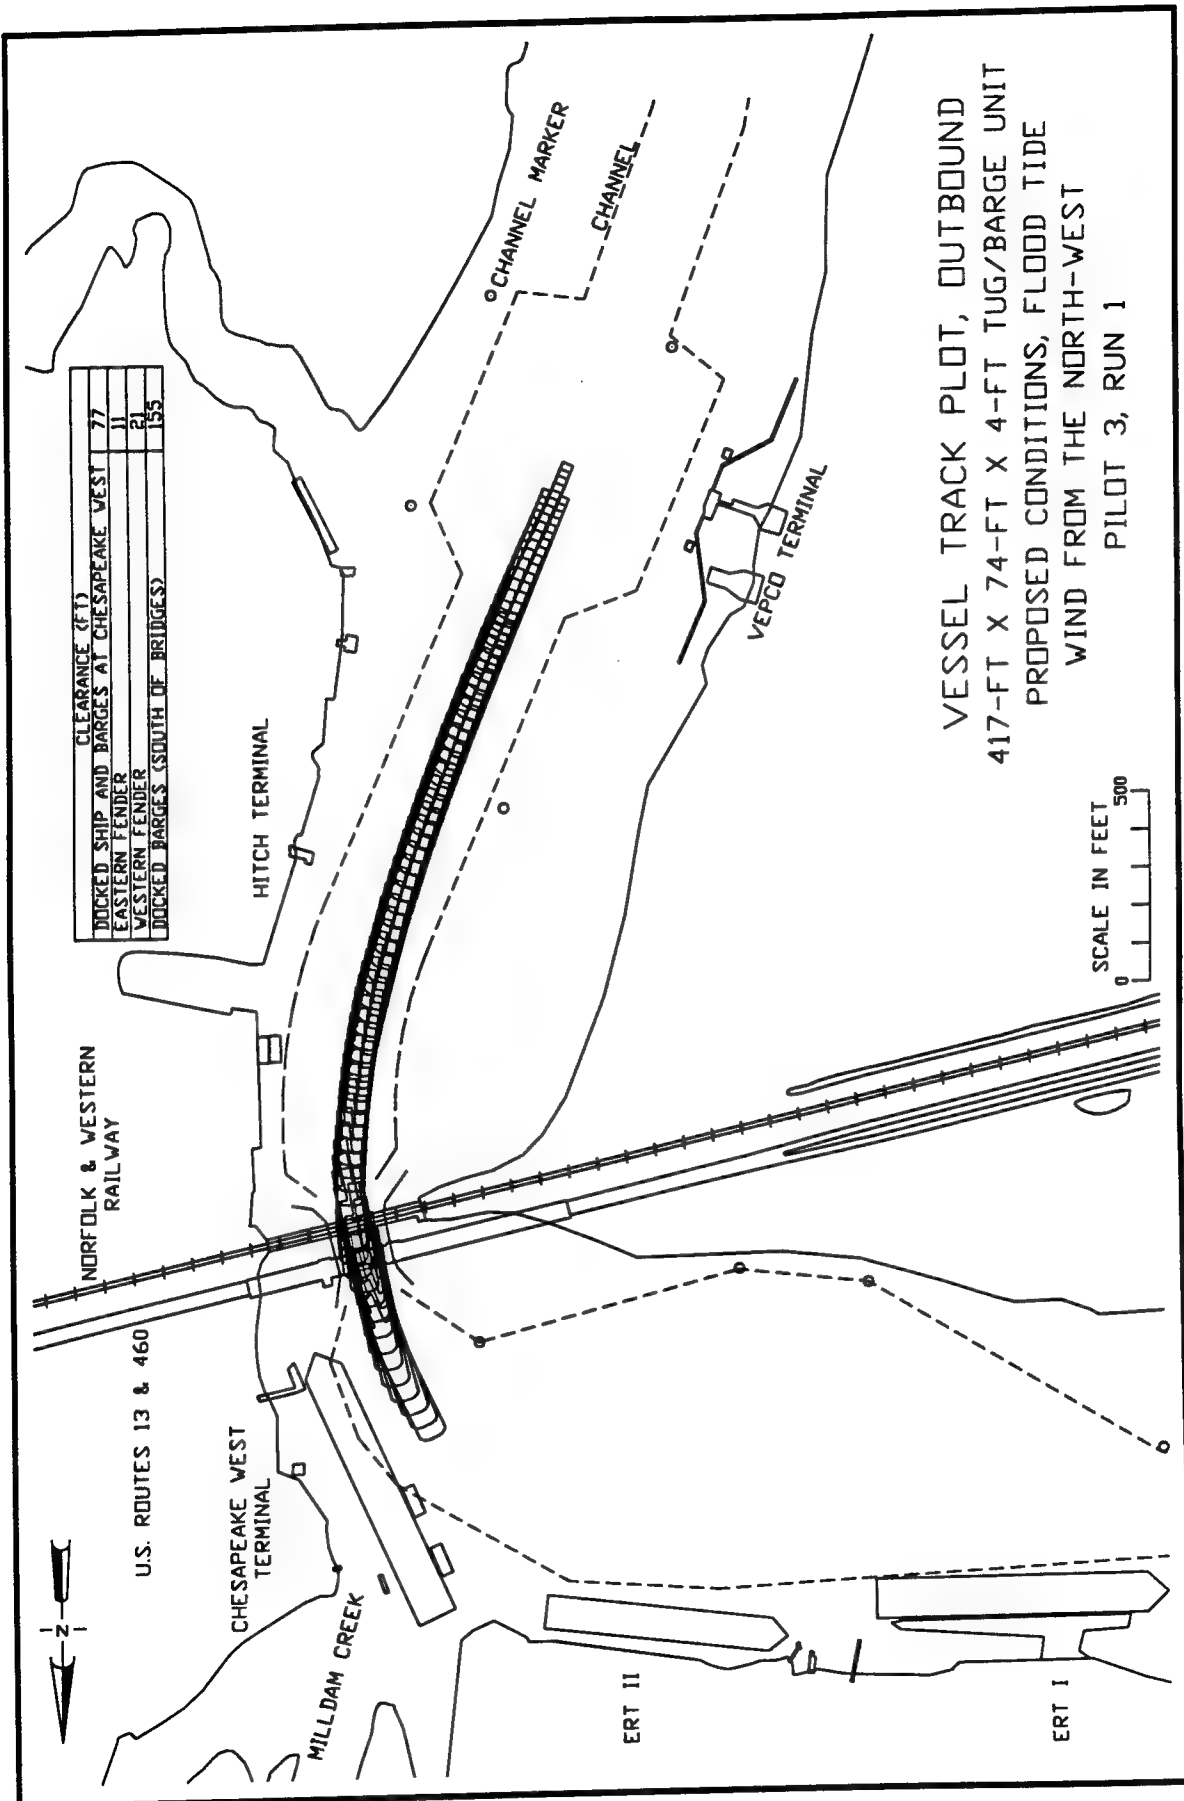 CLEARANCE (FT)
DOCKED SHIP AND BARGES AT CHESAPEAKE WEST 77
EASTERN FENDER 11
WESTERN FENDER 21
DOCKED BARGES (SOUTH OF BRIDGES) 155
CHANNEL MARKER
CHANNEL
HITCH TERMINAL
NORFOLK & WESTERN
RAILWAY
U.S. ROUTES 13 & 460
CHESAPEAKE WEST
TERMINAL
MILLDAM CREEK
N
VEPCO TERMINAL
ERT II
ERT I
SCALE IN FEET
0 500
VESSEL TRACK PLOT, OUTBOUND
417-FT X 74-FT X 4-FT TUG/BARGE UNIT
PROPOSED CONDITIONS, FLOOD TIDE
WIND FROM THE NORTH-WEST
PILOT 3, RUN 1